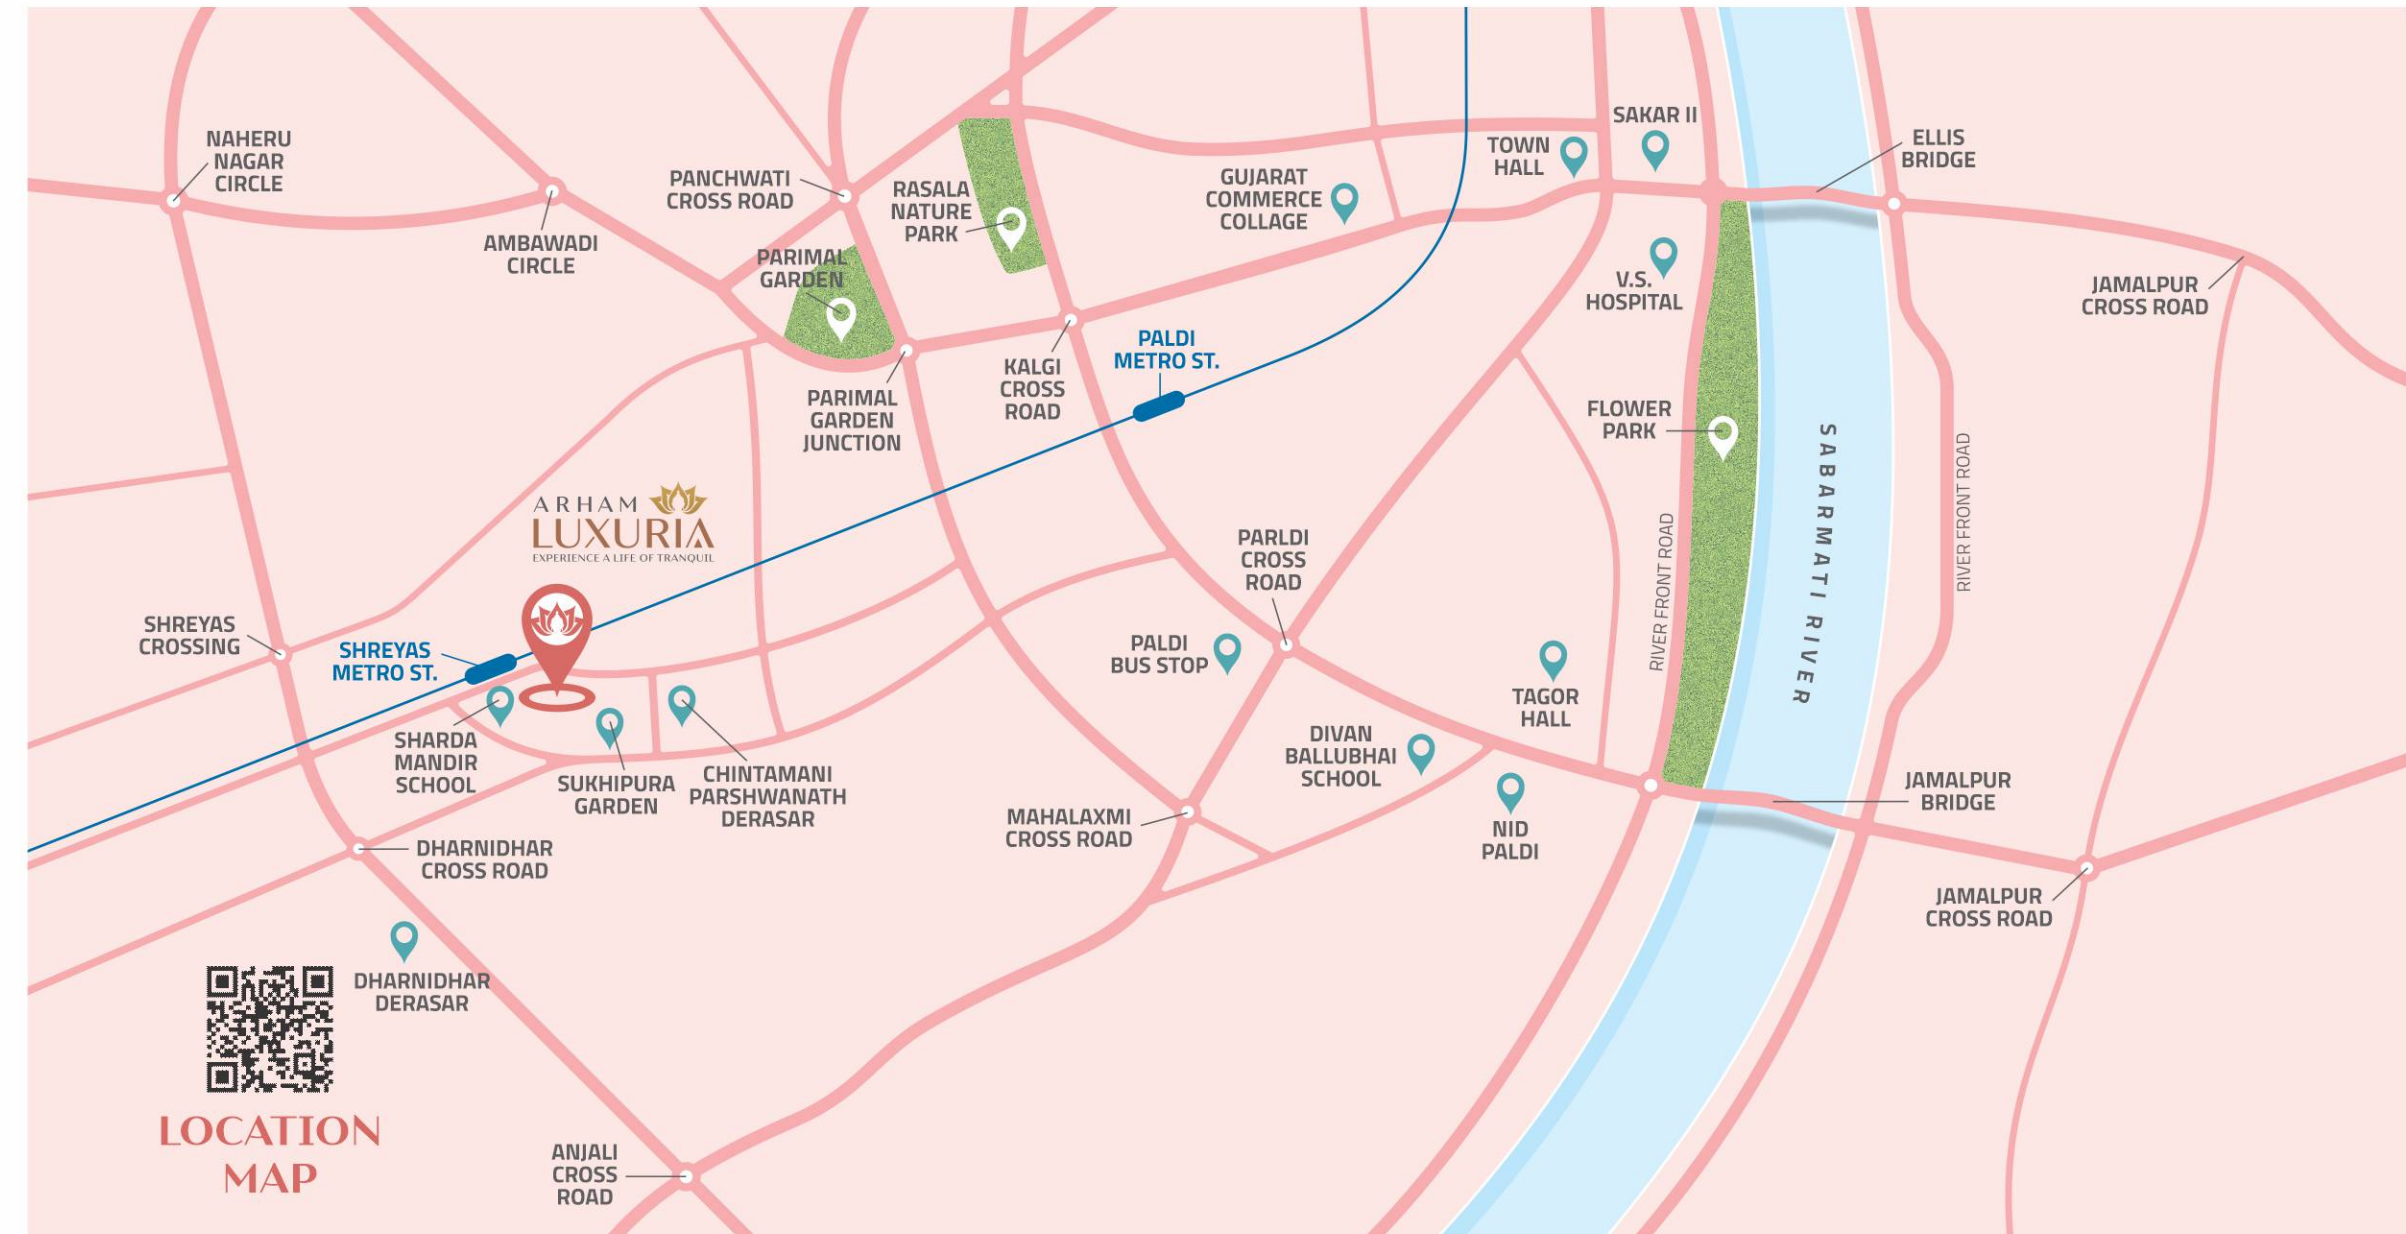 NAHERU
NAGAR
CIRCLE
AMBAWADI
CIRCLE
PANCHWATI
CROSS ROAD
RASALA
NATURE
PARK
PARIMAL
GARDEN
PARIMAL
GARDEN
JUNCTION
KALGI
CROSS
ROAD
PALDI
METRO ST.
GUJARAT
COMMERCE
COLLAGE
TOWN
HALL
SAKAR II
ELLIS
BRIDGE
V.S.
HOSPITAL
JAMALPUR
CROSS ROAD
FLOWER
PARK
SABARMATI RIVER
RIVER FRONT ROAD
RIVER FRONT ROAD
ARHAM
LUXURIA
EXPERIENCE A LIFE OF TRANQUIL
SHREYAS
CROSSING
SHREYAS
METRO ST.
SHARDA
MANDIR
SCHOOL
SUKHIPURA
GARDEN
CHINTAMANI
PARSHWANATH
DERASAR
PARLDI
CROSS
ROAD
PALDI
BUS STOP
TAGOR
HALL
DIVAN
BALLUBHAI
SCHOOL
NID
PALDI
MAHALAXMI
CROSS ROAD
JAMALPUR
BRIDGE
JAMALPUR
CROSS ROAD
DHARNIDHAR
CROSS ROAD
DHARNIDHAR
DERASAR
LOCATION
MAP
ANJALI
CROSS
ROAD